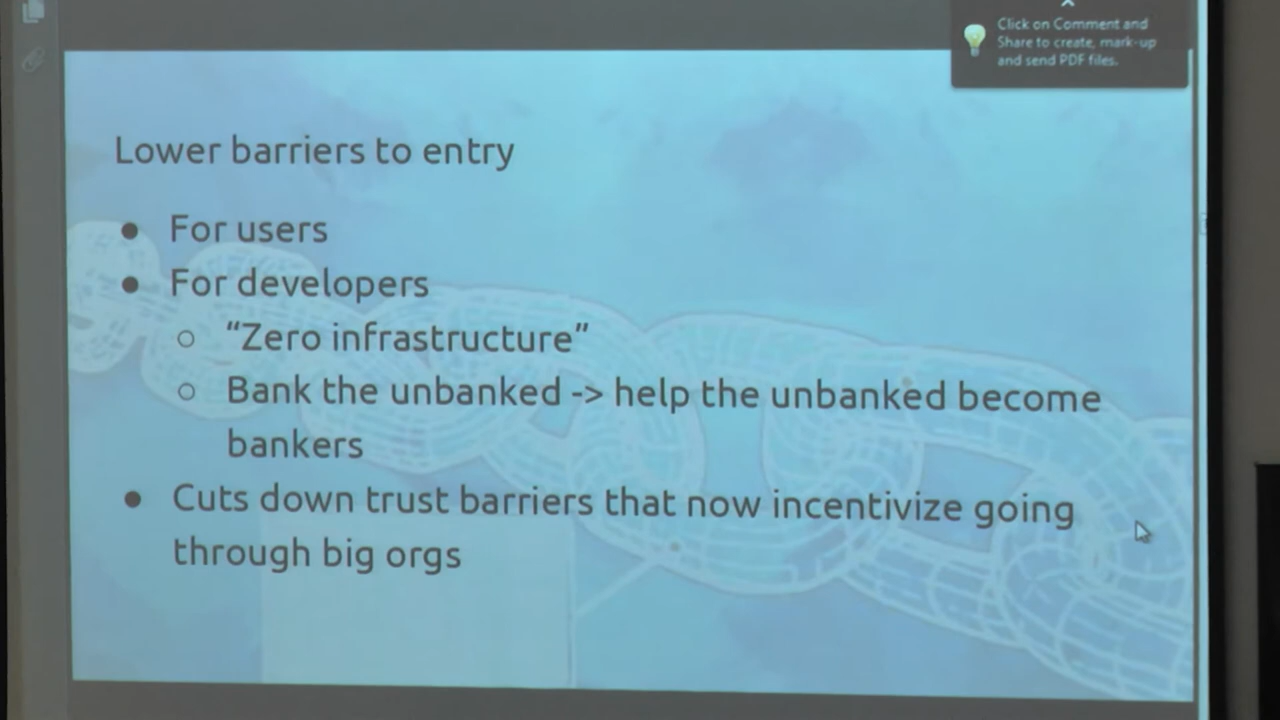 Click on Comment and
Share to create, mark-up
and send PDF files.
Lower barriers to entry
● For users
● For developers
○ “Zero infrastructure”
○ Bank the unbanked -> help the unbanked become
bankers
● Cuts down trust barriers that now incentivize going
through big orgs